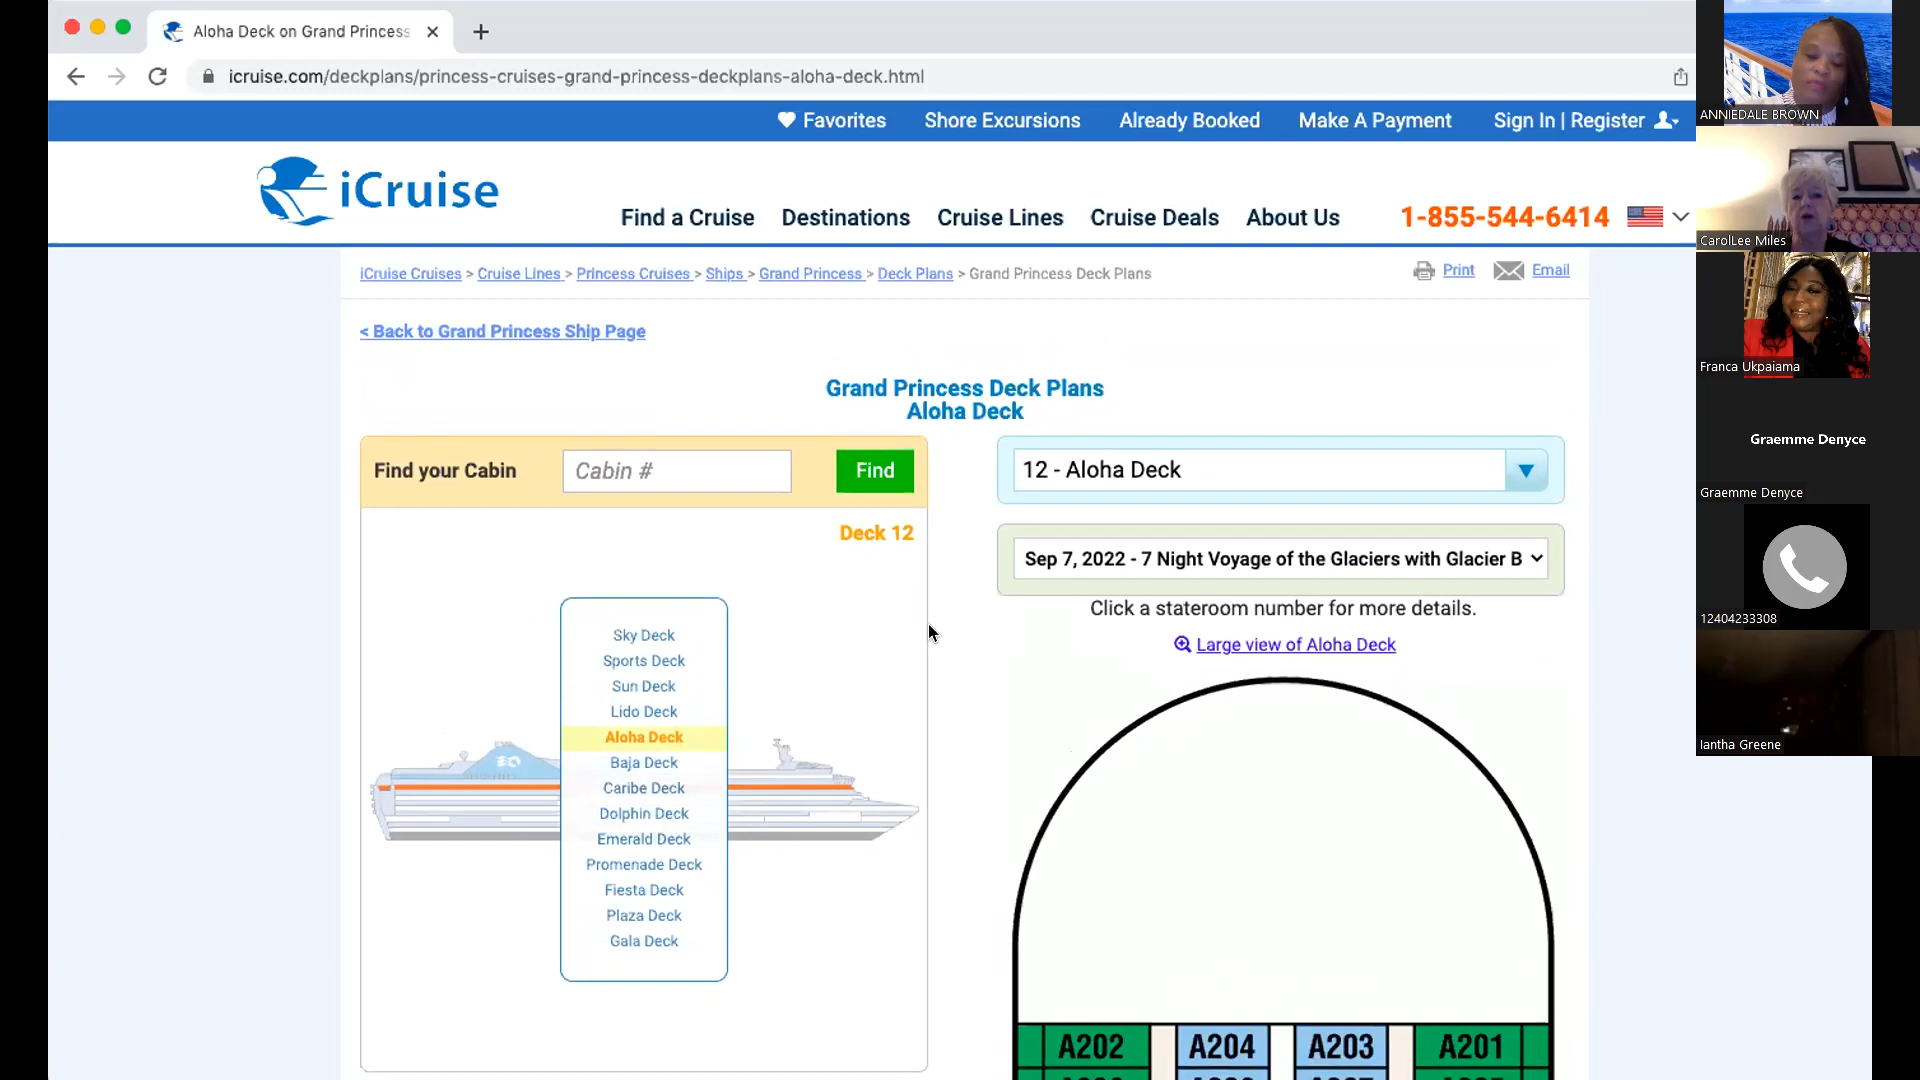 Aloha Deck on Grand Princess
icruise.com/deckplans/princess-cruises-grand-princess-deckplans-aloha-deck.html
Favorites Shore Excursions Already Booked Make A Payment Sign In | Register
iCruise
Find a Cruise Destinations Cruise Lines Cruise Deals About Us 1-855-544-6414
iCruise Cruises > Cruise Lines > Princess Cruises > Ships > Grand Princess > Deck Plans > Grand Princess Deck Plans
Print Email
< Back to Grand Princess Ship Page
Grand Princess Deck Plans
Aloha Deck
Find your Cabin Cabin # Find
Deck 12
Sky Deck
Sports Deck
Sun Deck
Lido Deck
Aloha Deck
Baja Deck
Caribe Deck
Dolphin Deck
Emerald Deck
Promenade Deck
Fiesta Deck
Plaza Deck
Gala Deck
12 - Aloha Deck
Sep 7, 2022 - 7 Night Voyage of the Glaciers with Glacier B
Click a stateroom number for more details.
Large view of Aloha Deck
A202 A204 A203 A201
ANNIEDALE BROWN
CarolLee Miles
Franca Ukpaiama
Graemme Denyce
Graemme Denyce
12404233308
Iantha Greene